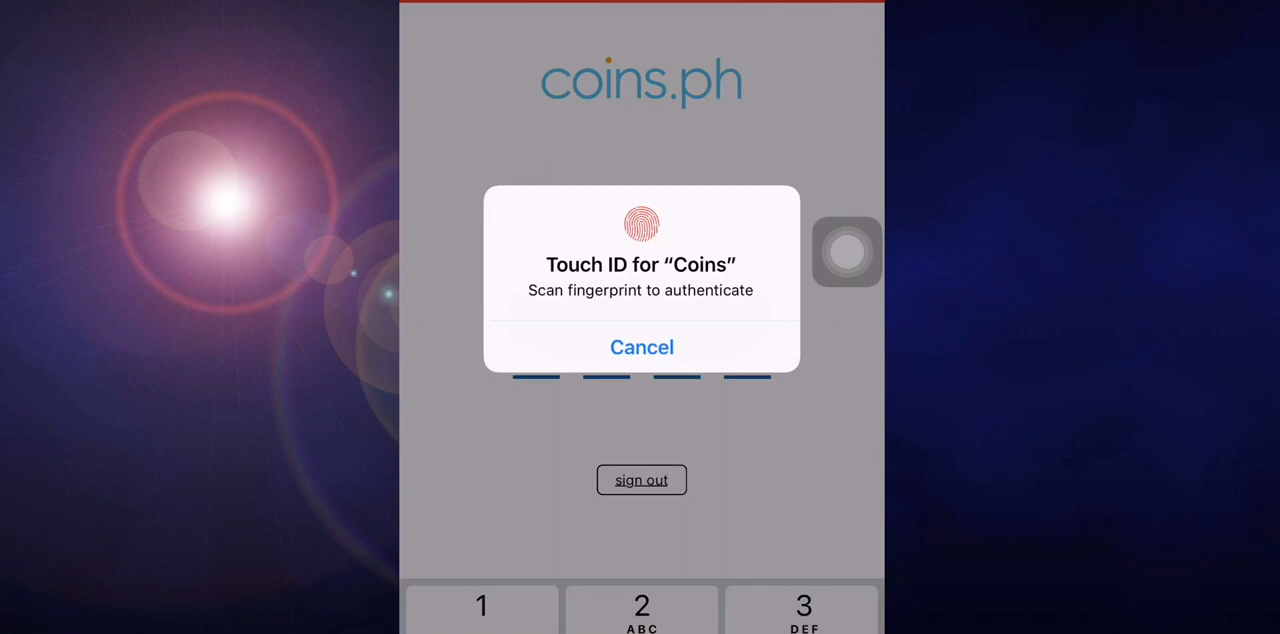 coins.ph
Touch ID for “Coins”
Scan fingerprint to authenticate
Cancel
sign out
1 2 3
ABC DEF